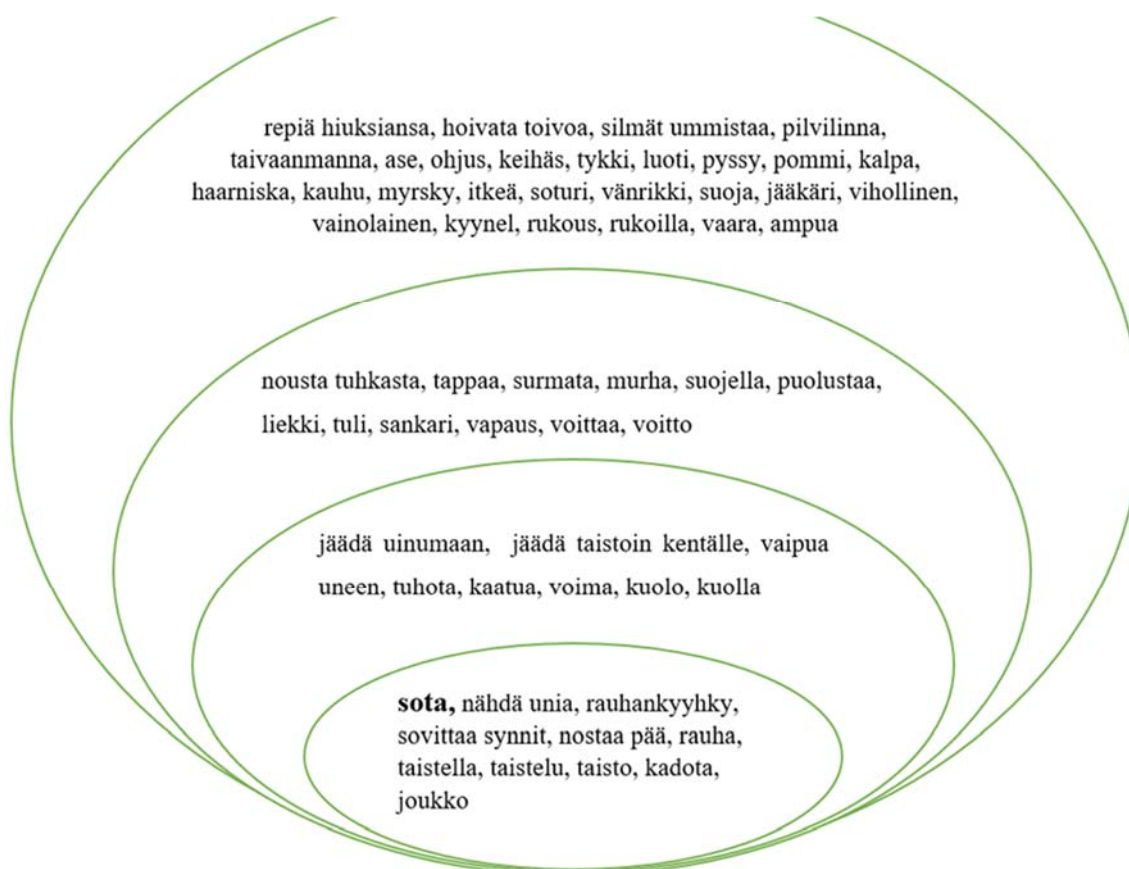 repiä hiuksiansa, hoivata toivoa, silmät ummistaa, pilvilinna,
taivaanmanna, ase, ohjus, keihäs, tykki, luoti, pyssy, pommi, kalpa,
haarniska, kauhu, myrsky, itkeä, soturi, vänrikki, suoja, jääkäri, vihollinen,
vainolainen, kyynel, rukous, rukoilla, vaara, ampua
nousta tuhkasta, tappaa, surmata, murha, suojella, puolustaa,
liekki, tuli, sankari, vapaus, voittaa, voitto
jäädä uinumaan, jäädä taistoin kentälle, vaipua
uneen, tuhota, kaatua, voima, kuolo, kuolla
sota, nähdä unia, rauhankyyhky,
sovittaa synnit, nostaa pää, rauha,
taistella, taistelu, taisto, kadota,
joukko